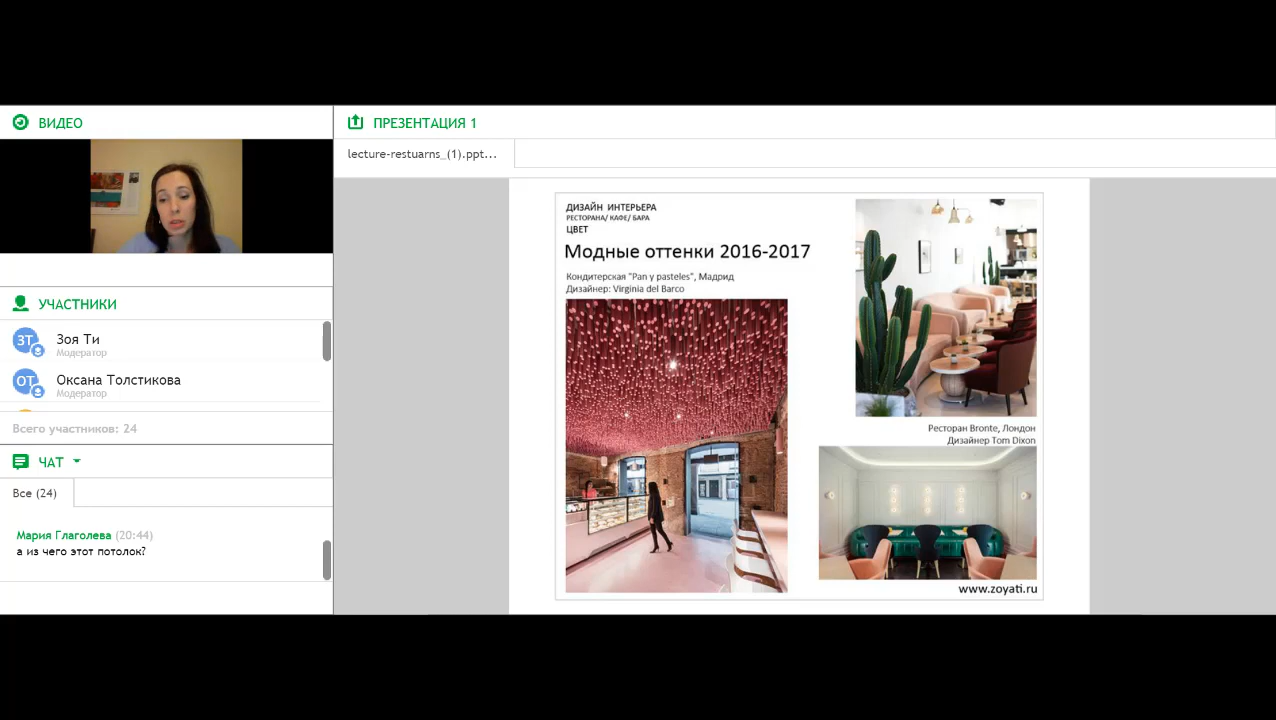 ВИДЕО
УЧАСТНИКИ
ЗТ
Зоя Ти
Модератор
ОТ
Оксана Толстикова
Модератор
Всего участников: 24
ЧАТ
Все (24)
Мария Глаголева (20:44)
а из чего этот потолок?
ПРЕЗЕНТАЦИЯ 1
lecture-restuarns_(1).ppt...
ДИЗАЙН ИНТЕРЬЕРА
РЕСТОРАНА/ КАФЕ/ БАРА
ЦВЕТ
Модные оттенки 2016-2017
Кондитерская "Pan y pasteles", Мадрид
Дизайнер: Virginia del Barco
Ресторан Bronte, Лондон
Дизайнер Tom Dixon
www.zoyati.ru